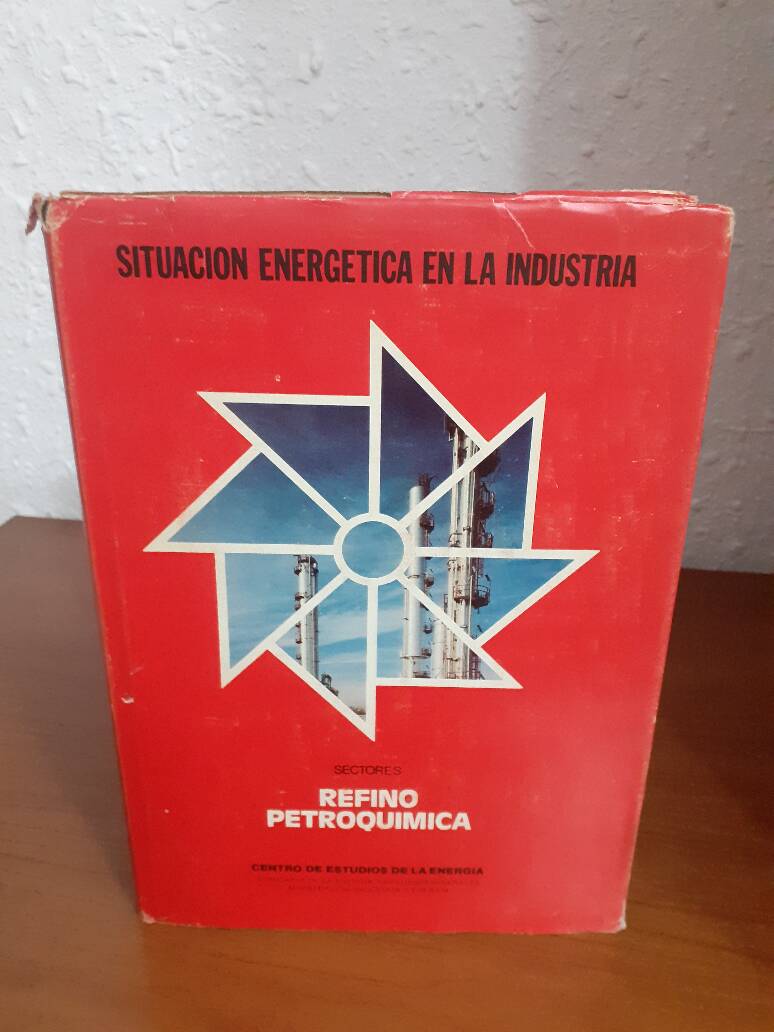 SITUACION ENERGETICA EN LA INDUSTRIA
SECTORES
REFINO
PETROQUIMICA
CENTRO DE ESTUDIOS DE LA ENERGIA